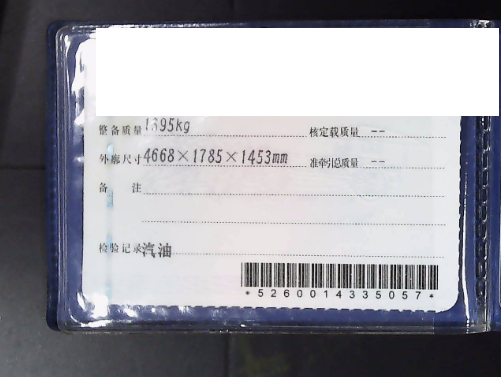 整备质量 1395kg 核定载质量 --
外廓尺寸 4668×1785×1453mm 准牵引总质量 --
备 注
检验记录 汽油
*5260014335057*